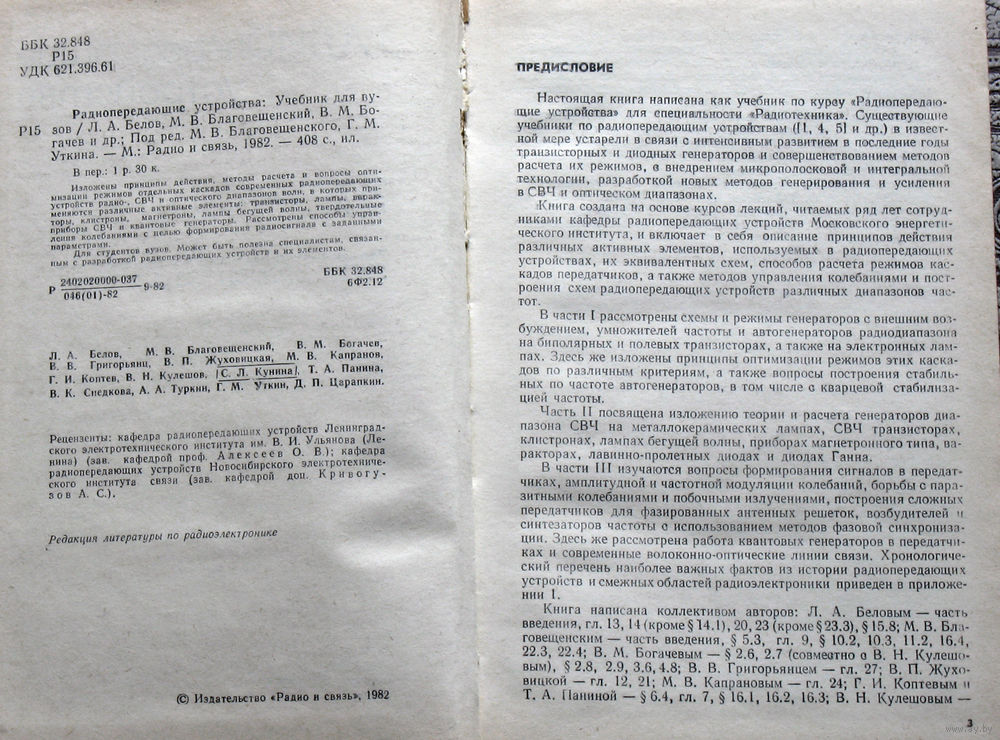 ББК 32.848
Р15
УДК 621.396.61
Радиопередающие устройства: Учебник для ву-
Р15 зов / Л. А. Белов, М. В. Благовещенский, В. М. Бо-
гачев и др.; Под ред. М. В. Благовещенского, Г. М.
Уткина. — М.: Радио и связь, 1982. — 408 с., ил.
В пер.: 1 р. 30 к.
Изложены принципы действия, методы расчета и вопросы опти-
мизации режимов отдельных каскадов современных радиопередающих
устройств радио-, СВЧ и оптического диапазонов волн, в которых при-
меняются различные активные элементы: транзисторы, лампы, варак-
торы, клистроны, магнетроны, лампы бегущей волны, твердотельные
приборы СВЧ и квантовые генераторы. Рассмотрены способы управ-
ления колебаниями с целью формирования радиосигнала с заданными
параметрами.
Для студентов вузов. Может быть полезна специалистам, связан-
ным с разработкой радиопередающих устройств и их элементов.
Р 2402020000-037
046(01)-82 9-82
ББК 32.848
6Ф2.12
Л. А. Белов, М. В. Благовещенский, В. М. Богачев,
В. В. Григорьянц, В. П. Жуховицкая, М. В. Капранов,
Г. И. Коптев, В. Н. Кулешов, С. Л. Кунина, Т. А. Панина,
В. К. Снедкова, А. А. Туркин, Г. М. Уткин, Д. П. Царапкин.
Рецензенты: кафедра радиопередающих устройств Ленинград-
ского электротехнического института им. В. И. Ульянова (Ле-
нина) (зав. кафедрой проф. Алексеев О. В.); кафедра
радиопередающих устройств Новосибирского электротехниче-
ского института связи (зав. кафедрой доц. Кривогу-
зов А. С.).
Редакция литературы по радиоэлектронике
© Издательство «Радио и связь», 1982
ПРЕДИСЛОВИЕ
Настоящая книга написана как учебник по курсу «Радиопередаю-
щие устройства» для специальности «Радиотехника». Существующие
учебники по радиопередающим устройствам ([1, 4, 5] и др.) в извест-
ной мере устарели в связи с интенсивным развитием в последние годы
транзисторных и диодных генераторов и совершенствованием методов
расчета их режимов, с внедрением микрополосковой и интегральной
технологии, разработкой новых методов генерирования и усиления
в СВЧ и оптическом диапазонах.
Книга создана на основе курсов лекций, читаемых ряд лет сотруд-
никами кафедры радиопередающих устройств Московского энергети-
ческого института, и включает в себя описание принципов действия
различных активных элементов, используемых в радиопередающих
устройствах, их эквивалентных схем, способов расчета режимов кас-
кадов передатчиков, а также методов управления колебаниями и пост-
роения схем радиопередающих устройств различных диапазонов час-
тот.
В части I рассмотрены схемы и режимы генераторов с внешним воз-
буждением, умножителей частоты и автогенераторов радиодиапазона
на биполярных и полевых транзисторах, а также на электронных лам-
пах. Здесь же изложены принципы оптимизации режимов этих каска-
дов по различным критериям, а также вопросы построения стабиль-
ных по частоте автогенераторов, в том числе с кварцевой стабилиза-
цией частоты.
Часть II посвящена изложению теории и расчета генераторов диа-
пазона СВЧ на металлокерамических лампах, СВЧ транзисторах,
клистронах, лампах бегущей волны, приборах магнетронного типа, ва-
ракторах, лавинно-пролетных диодах и диодах Ганна.
В части III изучаются вопросы формирования сигналов в передат-
чиках, амплитудной и частотной модуляции колебаний, борьбы с пара-
зитными колебаниями и побочными излучениями, построения сложных
передатчиков для фазированных антенных решеток, возбудителей и
синтезаторов частоты с использованием методов фазовой синхрониза-
ции. Здесь же рассмотрена работа квантовых генераторов в передатчи-
ках и современные волоконно-оптические линии связи. Хронологиче-
ский перечень наиболее важных фактов из истории радиопередающих
устройств и смежных областей радиоэлектроники приведен в приложе-
нии I.
Книга написана коллективом авторов: Л. А. Беловым — часть
введения, гл. 13, 14 (кроме § 14.1), 20, 23 (кроме § 23.3), § 15.8; М. В. Бла-
говещенским — часть введения, § 5.3, гл. 9, § 10.2, 10.3, 11.2, 16.4,
22.3, 22.4; В. М. Богачевым — § 2.6, 2.7 (совместно с В. Н. Кулешо-
вым), § 2.8, 2.9, 3.6, 4.8; В. В. Григорьянцем — гл. 27; В. П. Жухо-
вицкой — гл. 12, 21; М. В. Капрановым — гл. 24; Г. И. Коптевым и
Т. А. Паниной — § 6.4, гл. 7, § 16.1, 16.2, 16.3; В. Н. Кулешовым —
3
www.ay.by